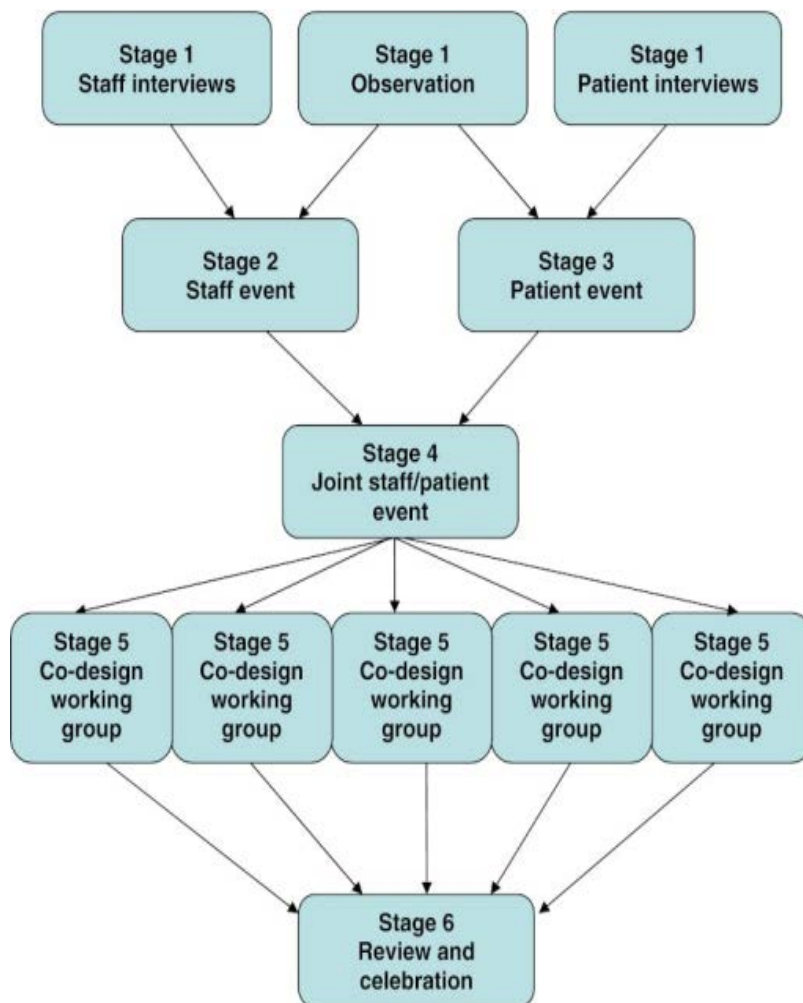 Stage 1
Staff interviews
Stage 1
Observation
Stage 1
Patient interviews
Stage 2
Staff event
Stage 3
Patient event
Stage 4
Joint staff/patient
event
Stage 5
Co-design
working
group
Stage 5
Co-design
working
group
Stage 5
Co-design
working
group
Stage 5
Co-design
working
group
Stage 5
Co-design
working
group
Stage 6
Review and
celebration